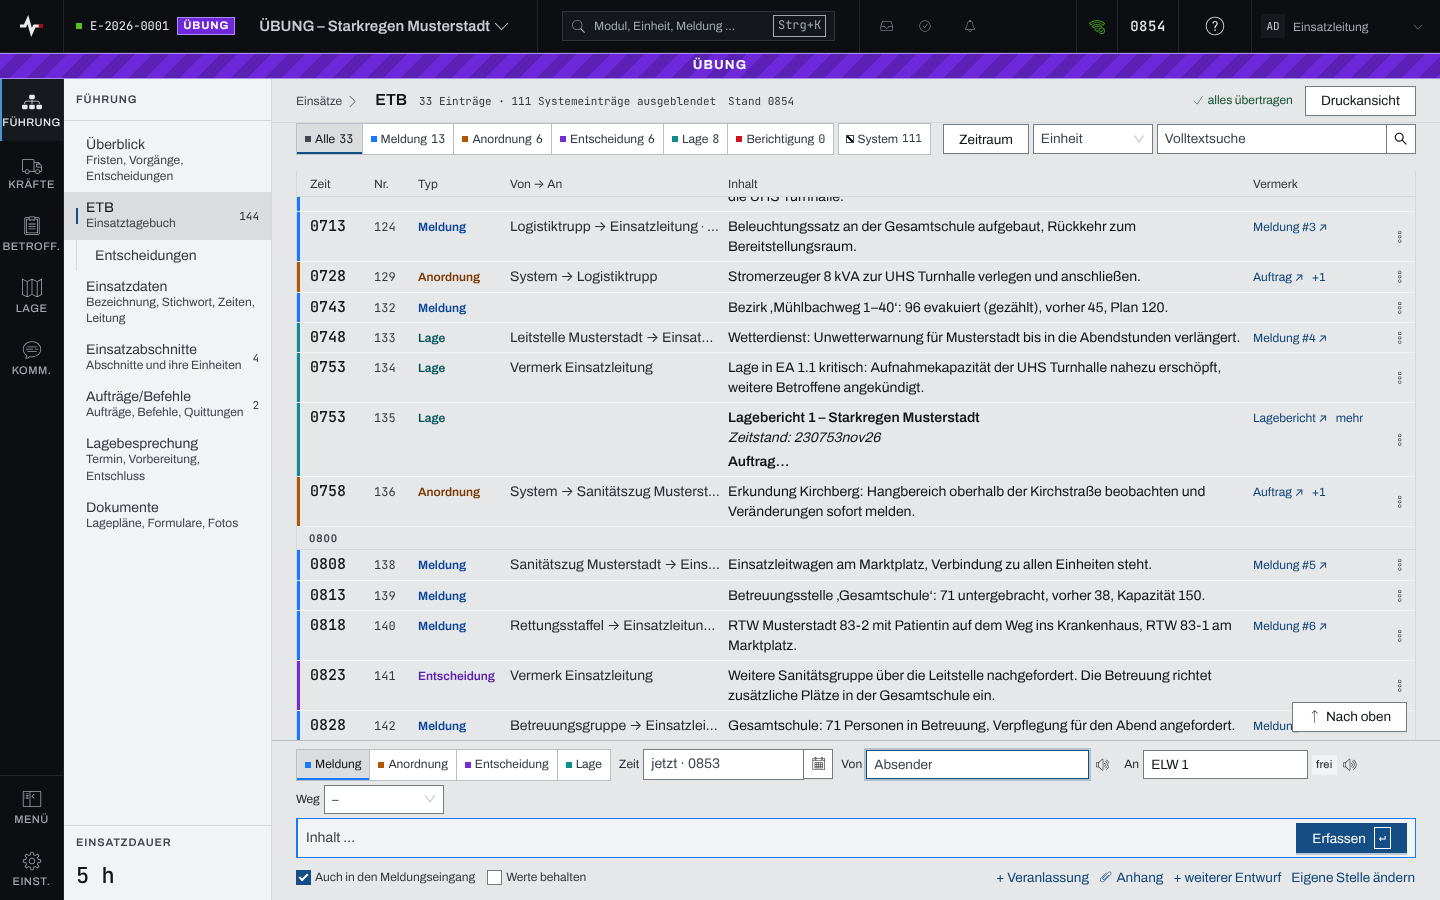 E-2026-0001 ÜBUNG ÜBUNG – Starkregen Musterstadt Modul, Einheit, Meldung ... Strg+K 0854 AD Einsatzleitung
ÜBUNG
FÜHRUNG
KRÄFTE
BETROFF.
LAGE
KOMM.
MENÜ
EINST.
FÜHRUNG
Überblick
Fristen, Vorgänge,
Entscheidungen
ETB
Einsatztagebuch 144
Entscheidungen
Einsatzdaten
Bezeichnung, Stichwort, Zeiten,
Leitung
Einsatzabschnitte
Abschnitte und ihre Einheiten 4
Aufträge/Befehle
Aufträge, Befehle, Quittungen 2
Lagebesprechung
Termin, Vorbereitung,
Entschluss
Dokumente
Lagepläne, Formulare, Fotos
EINSATZDAUER
5 h
Einsätze ETB 33 Einträge · 111 Systemeinträge ausgeblendet Stand 0854 alles übertragen Druckansicht
Alle 33 Meldung 13 Anordnung 6 Entscheidung 6 Lage 8 Berichtigung 0 System 111 Zeitraum Einheit Volltextsuche
Zeit Nr. Typ Von → An Inhalt Vermerk
die UHS Turnhalle.
0713 124 Meldung Logistiktrupp → Einsatzleitung · ... Beleuchtungssatz an der Gesamtschule aufgebaut, Rückkehr zum Meldung #3 ↗
Bereitstellungsraum.
0728 129 Anordnung System → Logistiktrupp Stromerzeuger 8 kVA zur UHS Turnhalle verlegen und anschließen. Auftrag ↗ +1
0743 132 Meldung Bezirk ‚Mühlbachweg 1–40‘: 96 evakuiert (gezählt), vorher 45, Plan 120.
0748 133 Lage Leitstelle Musterstadt → Einsat... Wetterdienst: Unwetterwarnung für Musterstadt bis in die Abendstunden verlängert. Meldung #4 ↗
0753 134 Lage Vermerk Einsatzleitung Lage in EA 1.1 kritisch: Aufnahmekapazität der UHS Turnhalle nahezu erschöpft,
weitere Betroffene angekündigt.
0753 135 Lage Lagebericht 1 – Starkregen Musterstadt Lagebericht ↗ mehr
Zeitstand: 230753nov26
Auftrag...
0758 136 Anordnung System → Sanitätszug Musterst... Erkundung Kirchberg: Hangbereich oberhalb der Kirchstraße beobachten und Auftrag ↗ +1
Veränderungen sofort melden.
0800
0808 138 Meldung Sanitätszug Musterstadt → Eins... Einsatzleitwagen am Marktplatz, Verbindung zu allen Einheiten steht. Meldung #5 ↗
0813 139 Meldung Betreuungsstelle ‚Gesamtschule‘: 71 untergebracht, vorher 38, Kapazität 150.
0818 140 Meldung Rettungsstaffel → Einsatzleitun... RTW Musterstadt 83-2 mit Patientin auf dem Weg ins Krankenhaus, RTW 83-1 am Meldung #6 ↗
Marktplatz.
0823 141 Entscheidung Vermerk Einsatzleitung Weitere Sanitätsgruppe über die Leitstelle nachgefordert. Die Betreuung richtet
zusätzliche Plätze in der Gesamtschule ein.
0828 142 Meldung Betreuungsgruppe → Einsatzlei... Gesamtschule: 71 Personen in Betreuung, Verpflegung für den Abend angefordert. Meldung
↑ Nach oben
Meldung Anordnung Entscheidung Lage Zeit jetzt · 0853 Von Absender An ELW 1 frei
Weg –
Inhalt ... Erfassen ↵
Auch in den Meldungseingang Werte behalten + Veranlassung Anhang + weiterer Entwurf Eigene Stelle ändern